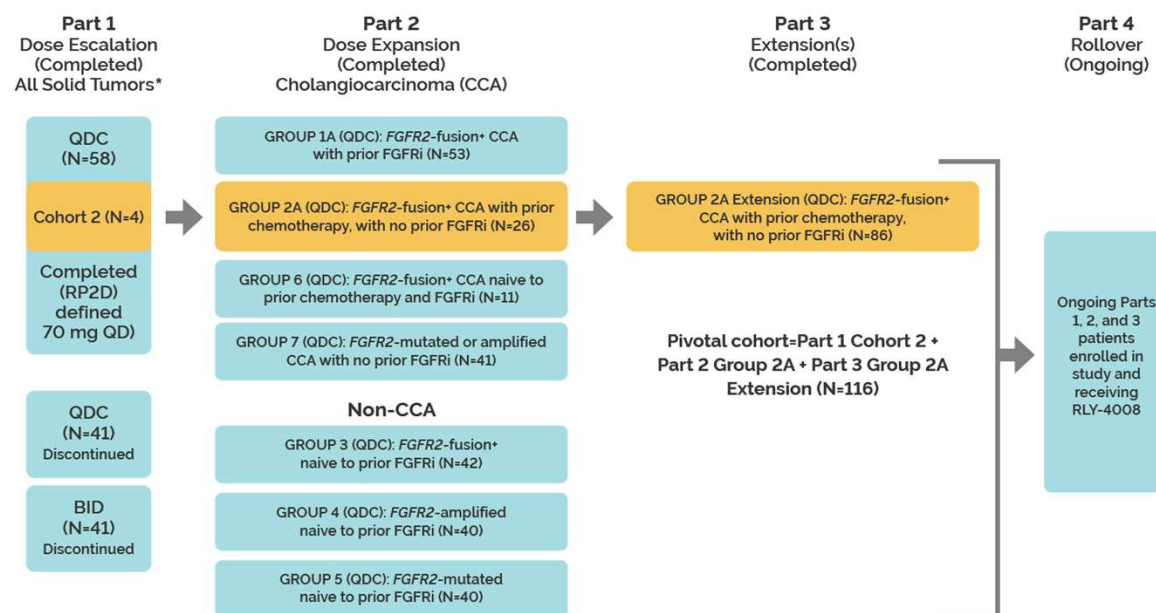 Part 1
Dose Escalation
(Completed)
All Solid Tumors*
QDC
(N=58)
Cohort 2 (N=4)
Completed
(RP2D)
defined
70 mg QD)
QDC
(N=41)
Discontinued
BID
(N=41)
Discontinued
Part 2
Dose Expansion
(Completed)
Cholangiocarcinoma (CCA)
GROUP 1A (QDC): FGFR2-fusion+ CCA
with prior FGFRi (N=53)
GROUP 2A (QDC): FGFR2-fusion+ CCA with prior
chemotherapy, with no prior FGFRi (N=26)
GROUP 6 (QDC): FGFR2-fusion+ CCA naive to
prior chemotherapy and FGFRi (N=11)
GROUP 7 (QDC): FGFR2-mutated or amplified
CCA with no prior FGFRi (N=41)
Non-CCA
GROUP 3 (QDC): FGFR2-fusion+
naive to prior FGFRi (N=42)
GROUP 4 (QDC): FGFR2-amplified
naive to prior FGFRi (N=40)
GROUP 5 (QDC): FGFR2-mutated
naive to prior FGFRi (N=40)
Part 3
Extension(s)
(Completed)
GROUP 2A Extension (QDC): FGFR2-fusion+
CCA with prior chemotherapy,
with no prior FGFRi (N=86)
Pivotal cohort=Part 1 Cohort 2 +
Part 2 Group 2A + Part 3 Group 2A
Extension (N=116)
Part 4
Rollover
(Ongoing)
Ongoing Parts
1, 2, and 3
patients
enrolled in
study and
receiving
RLY-4008